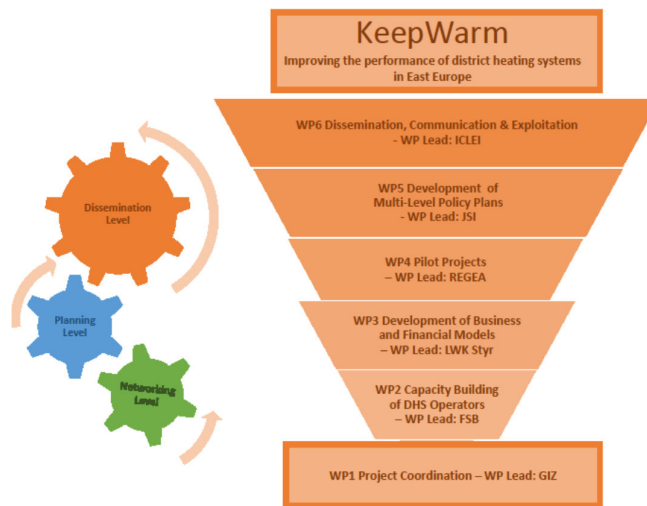 KeepWarm
Improving the performance of district heating systems
in East Europe
WP6 Dissemination, Communication & Exploitation
- WP Lead: ICLEI
WP5 Development of
Multi-Level Policy Plans
- WP Lead: JSI
WP4 Pilot Projects
– WP Lead: REGEA
WP3 Development of Business
and Financial Models
– WP Lead: LWK Styr
WP2 Capacity Building
of DHS Operators
– WP Lead: FSB
WP1 Project Coordination – WP Lead: GIZ
Dissemination
Level
Planning
Level
Networking
Level